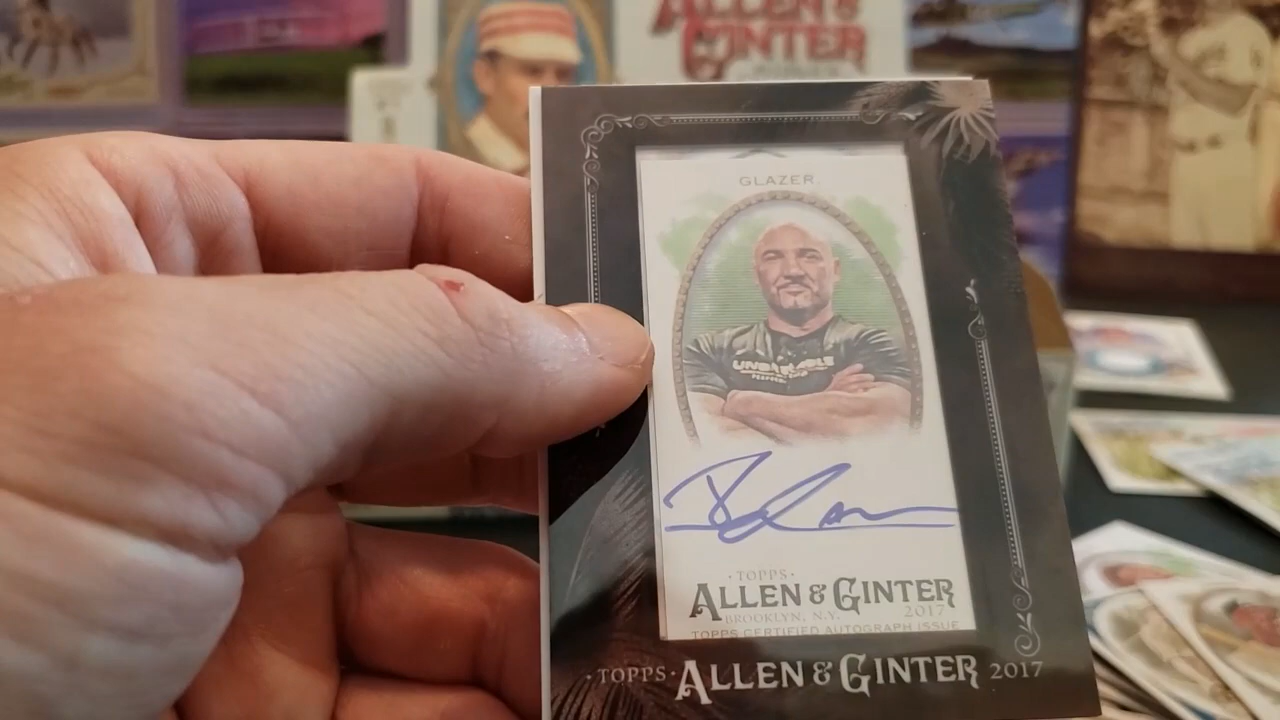 ALLEN &
GINTER
GLAZER.
· TOPPS ·
ALLEN & GINTER
BROOKLYN, N.Y. 2017
TOPPS CERTIFIED AUTOGRAPH ISSUE
· TOPPS · ALLEN & GINTER 2017